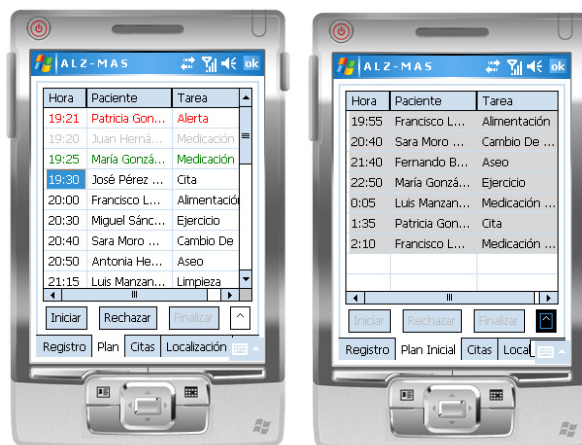 ALZ-MAS ok
Hora Paciente Tarea
19:21 Patricia Gon... Alerta
19:20 Juan Herná... Medicación
19:25 María Gonzá... Medicación
19:30 José Pérez ... Cita
20:00 Francisco L... Alimentació
20:30 Miguel Sánc... Ejercicio
20:40 Sara Moro ... Cambio De
20:50 Antonia He... Aseo
21:15 Luis Manzan... Limpieza
Iniciar Rechazar Finalizar ^
Registro Plan Citas Localización
ALZ-MAS ok
Hora Paciente Tarea
19:55 Francisco L... Alimentación
20:40 Sara Moro ... Cambio De ...
21:40 Fernando B... Aseo
22:50 María Gonzá... Ejercicio
0:05 Luis Manzan... Medicación ...
1:35 Patricia Gon... Cita
2:10 Francisco L... Medicación ...
Iniciar Rechazar Finalizar ^
Registro Plan Inicial Citas Local